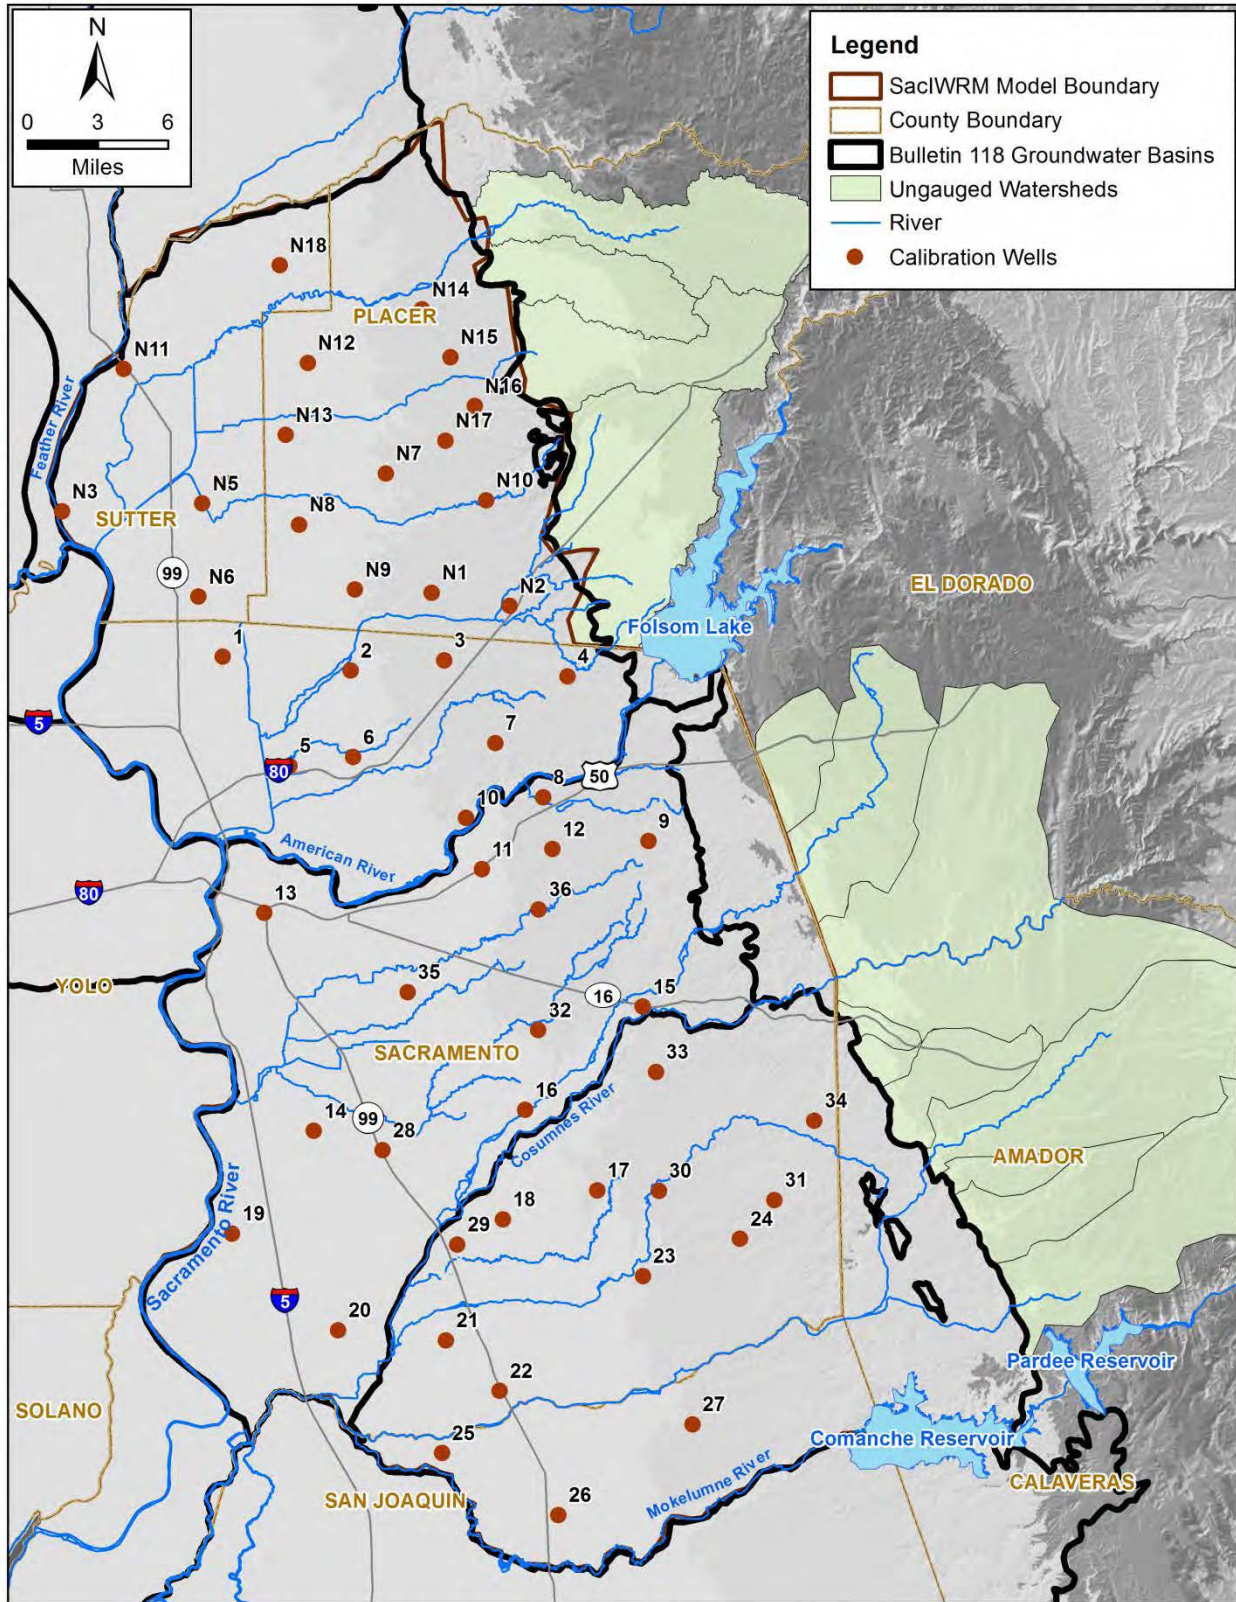 N
0 3 6
Miles
Legend
SacIWRM Model Boundary
County Boundary
Bulletin 118 Groundwater Basins
Ungauged Watersheds
River
Calibration Wells
N18
N14
PLACER
N12
N15
N11
N16
Feather River
N13
N17
N7
N10
N5
N3
SUTTER
N8
99
N6
N9
N1
N2
EL DORADO
Folsom Lake
1
2
3
4
5
7
6
5
80
50
8
10
9
12
American River
11
80
13
36
YOLO
35
16
15
32
SACRAMENTO
33
16
34
14
99
28
Cosumnes River
AMADOR
17
30
31
18
19
29
24
Sacramento River
23
5
20
21
Pardee Reservoir
22
SOLANO
27
Comanche Reservoir
25
CALAVERAS
SAN JOAQUIN
Mokelumne River
26